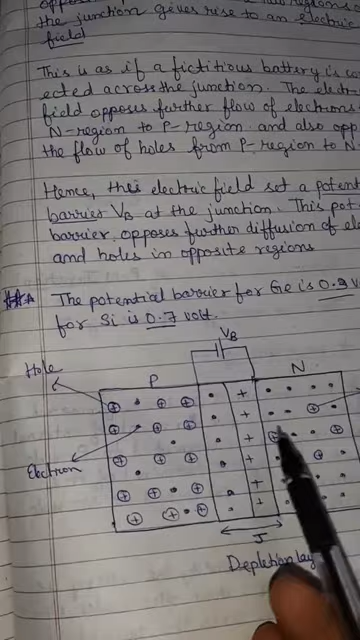 the junction gives rise to an electric
field
This is as if a fictitious battery is co
ected across the junction. The elect
field opposes further flow of electrons
N-region to P-region and also opp
the flow of holes from P-region to N
Hence, this electric field set a potent
barrier VB at the junction. This pot
barrier opposes further diffusion of ele
and holes in opposite regions
The potential barrier for Ge is 0.3 v
for Si is 0.7 volt.
VB
Hole
P
N
Electron
J
Depletion lay